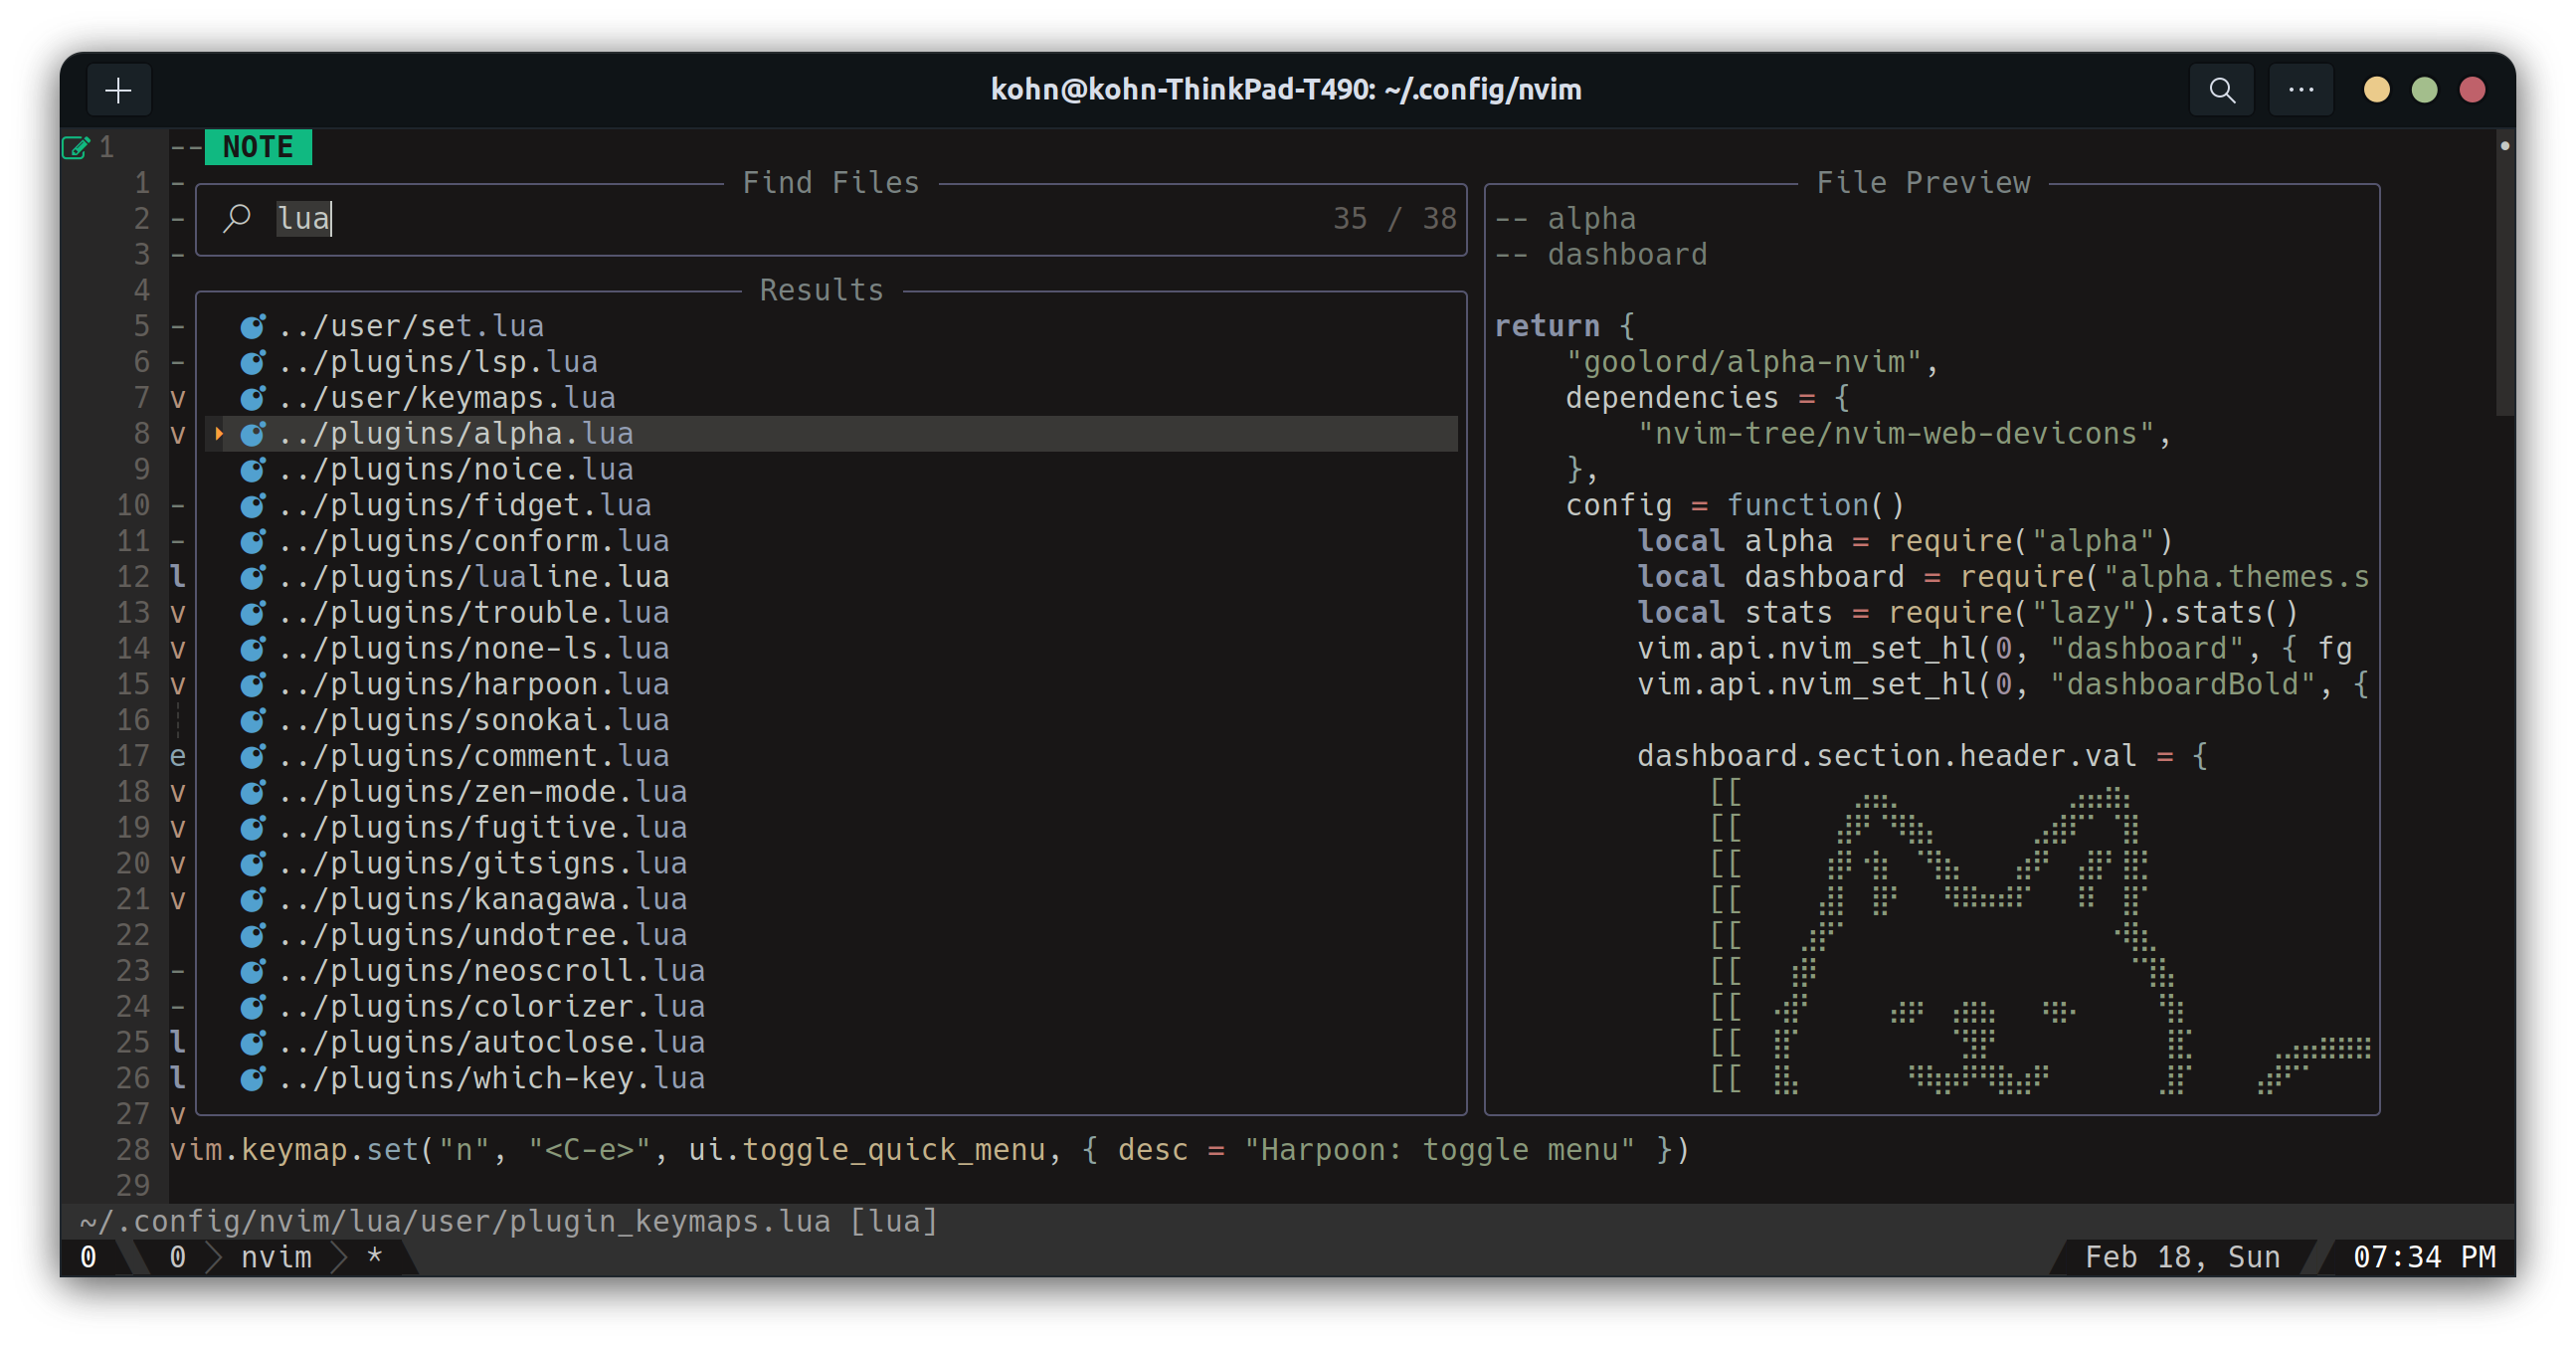 kohn@kohn-ThinkPad-T490: ~/.config/nvim
1 -- NOTE
1 -
2 -
3 -
4
5 -
6 -
7 v
8 v
9
10 -
11 -
12 l
13 v
14 v
15 v
16
17 e
18 v
19 v
20 v
21 v
22
23 -
24 -
25 l
26 l
27 v
Find Files
lua 35 / 38
Results
../user/set.lua
../plugins/lsp.lua
../user/keymaps.lua
../plugins/alpha.lua
../plugins/noice.lua
../plugins/fidget.lua
../plugins/conform.lua
../plugins/lualine.lua
../plugins/trouble.lua
../plugins/none-ls.lua
../plugins/harpoon.lua
../plugins/sonokai.lua
../plugins/comment.lua
../plugins/zen-mode.lua
../plugins/fugitive.lua
../plugins/gitsigns.lua
../plugins/kanagawa.lua
../plugins/undotree.lua
../plugins/neoscroll.lua
../plugins/colorizer.lua
../plugins/autoclose.lua
../plugins/which-key.lua
File Preview
-- alpha
-- dashboard
return {
"goolord/alpha-nvim",
dependencies = {
"nvim-tree/nvim-web-devicons",
},
config = function()
local alpha = require("alpha")
local dashboard = require("alpha.themes.s
local stats = require("lazy").stats()
vim.api.nvim_set_hl(0, "dashboard", { fg
vim.api.nvim_set_hl(0, "dashboardBold", {
dashboard.section.header.val = {
[[
[[
[[
[[
[[
[[
[[
[[
[[
28 vim.keymap.set("n", "<C-e>", ui.toggle_quick_menu, { desc = "Harpoon: toggle menu" })
29
~/.config/nvim/lua/user/plugin_keymaps.lua [lua]
0 0 nvim * Feb 18, Sun 07:34 PM